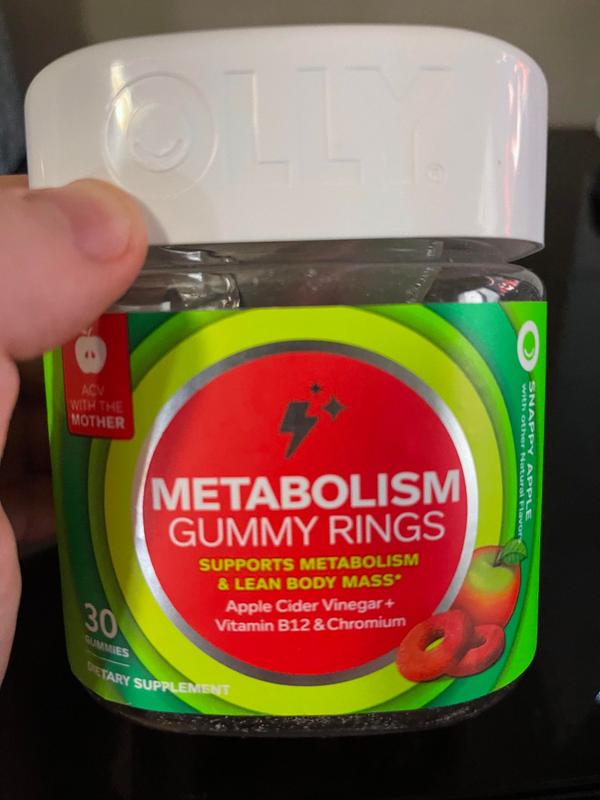 OLLY®
ACV
WITH THE
MOTHER
METABOLISM
GUMMY RINGS
SUPPORTS METABOLISM
& LEAN BODY MASS*
Apple Cider Vinegar+
Vitamin B12 & Chromium
30
GUMMIES
DIETARY SUPPLEMENT
SNAPPY APPLE
with other Natural Flavors